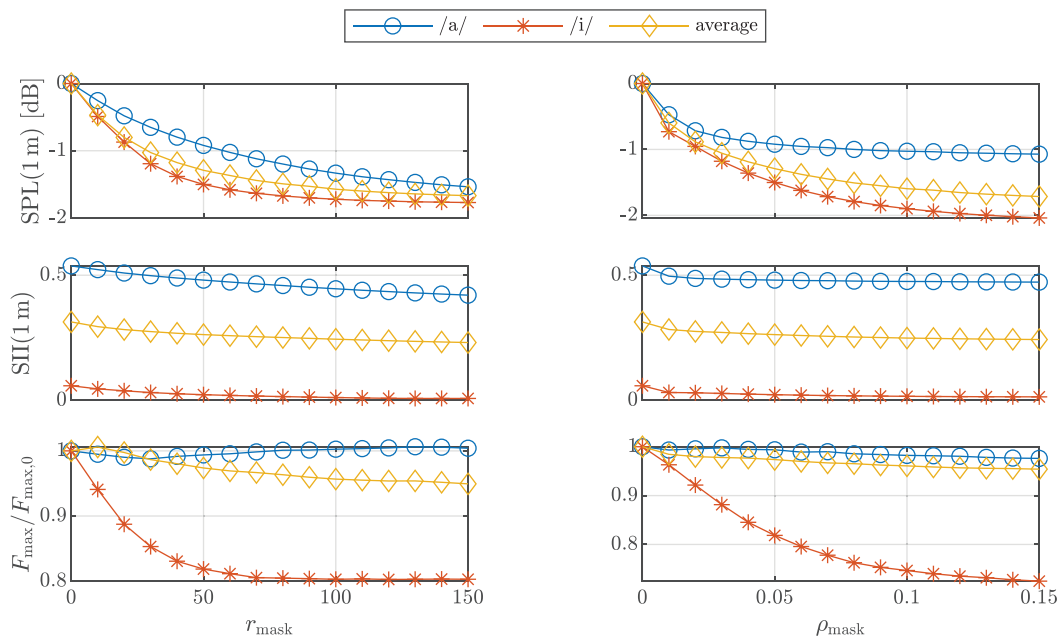 /a/ /i/ average
SPL(1 m) [dB]
0
-1
-2
0
-1
-2
SII(1 m)
0.5
0
0.5
0
F_max/F_max,0
1
0.9
0.8
0 50 100 150
r_mask
1
0.9
0.8
0 0.05 0.1 0.15
ρ_mask